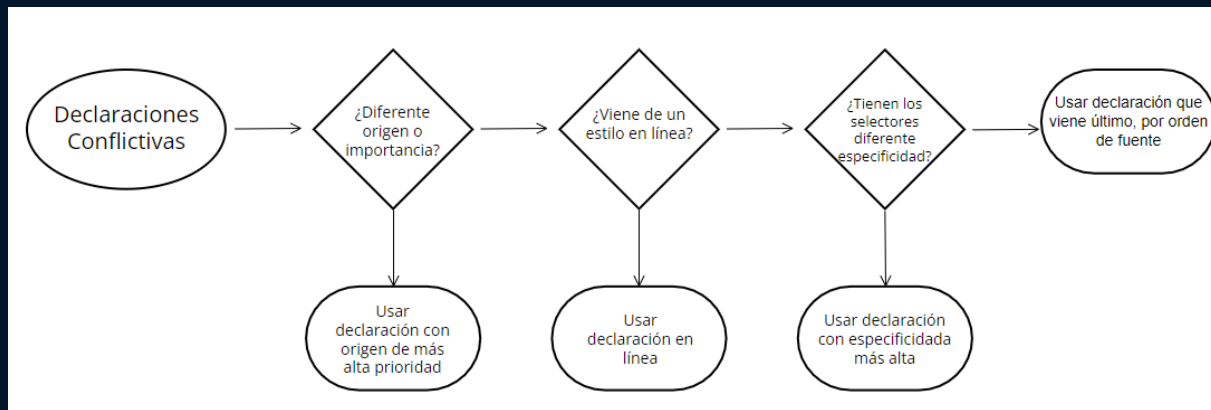 Declaraciones
Conflictivas
¿Diferente
origen o
importancia?
¿Viene de un
estilo en línea?
¿Tienen los
selectores
diferente
especificidad?
Usar declaración que
viene último, por orden
de fuente
Usar
declaración con
origen de más
alta prioridad
Usar
declaración en
línea
Usar declaración
con especificidada
más alta